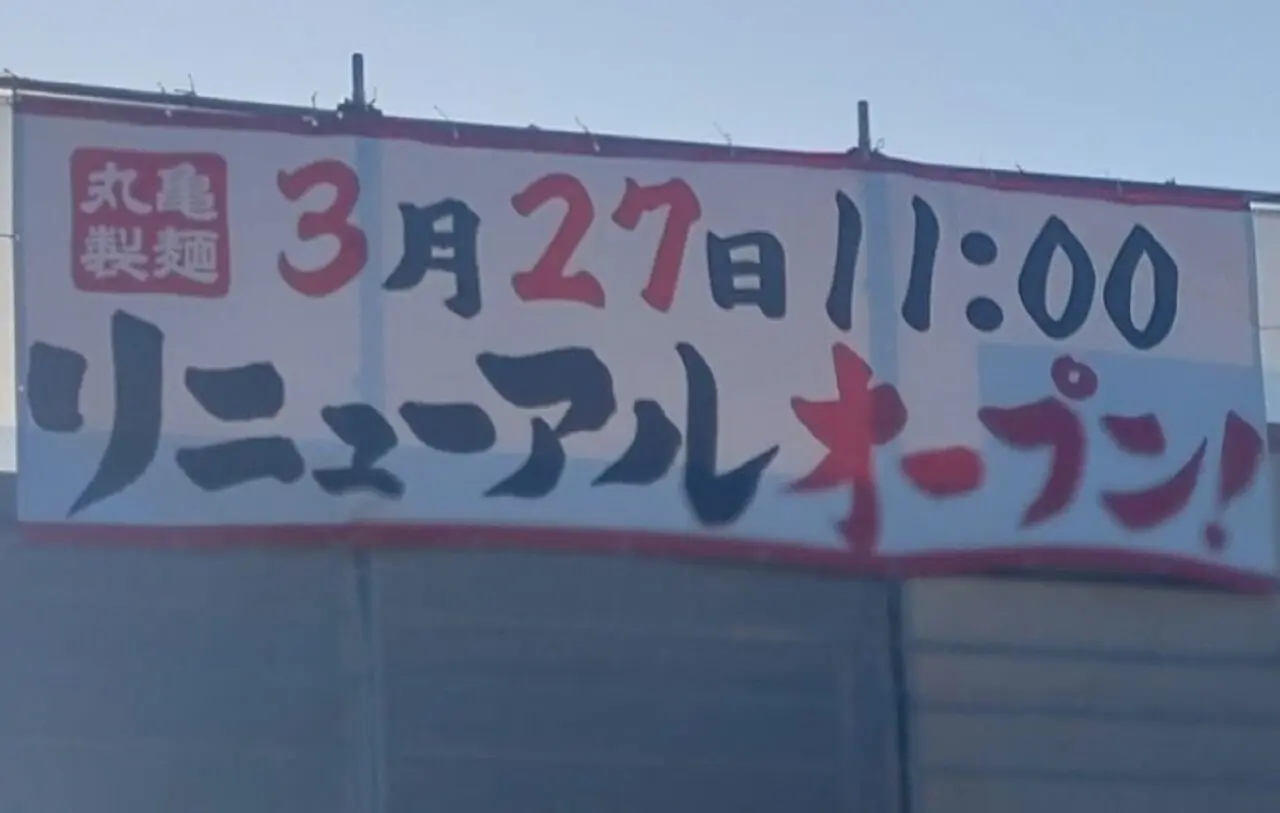 丸亀
製麺
3月27日 11:00
リニューアルオープン!